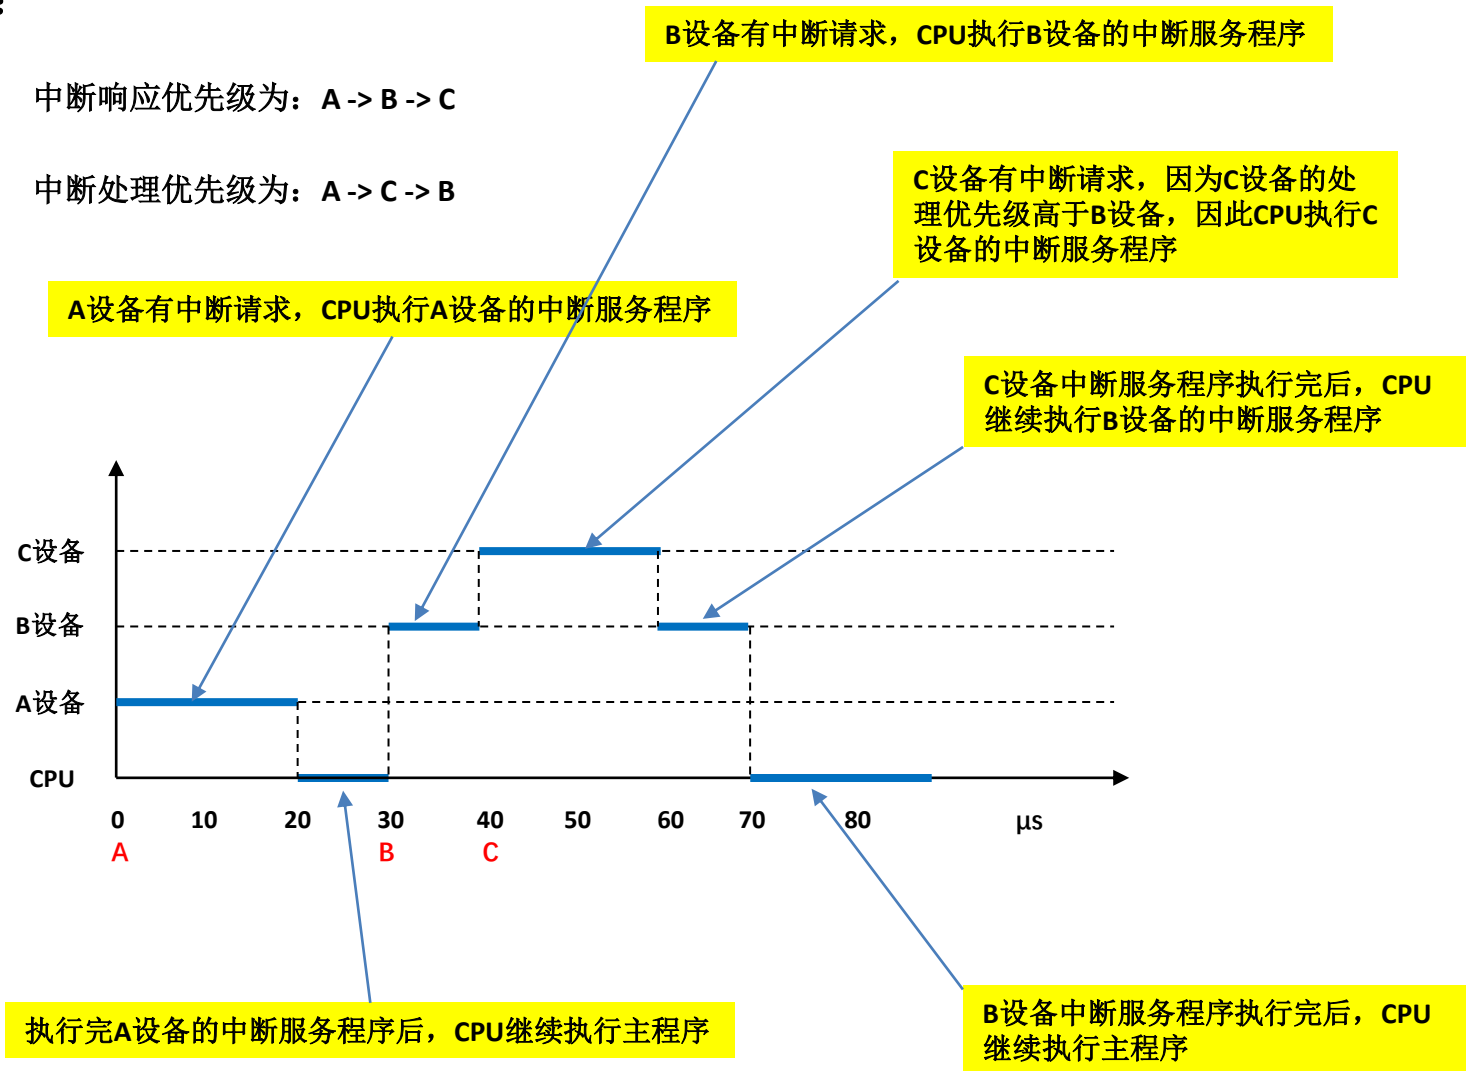 :
B设备有中断请求，CPU执行B设备的中断服务程序
中断响应优先级为：A -> B -> C
中断处理优先级为：A -> C -> B
C设备有中断请求，因为C设备的处
理优先级高于B设备，因此CPU执行C
设备的中断服务程序
A设备有中断请求，CPU执行A设备的中断服务程序
C设备中断服务程序执行完后，CPU
继续执行B设备的中断服务程序
C设备
B设备
A设备
CPU
0 10 20 30 40 50 60 70 80 μs
A B C
执行完A设备的中断服务程序后，CPU继续执行主程序
B设备中断服务程序执行完后，CPU
继续执行主程序